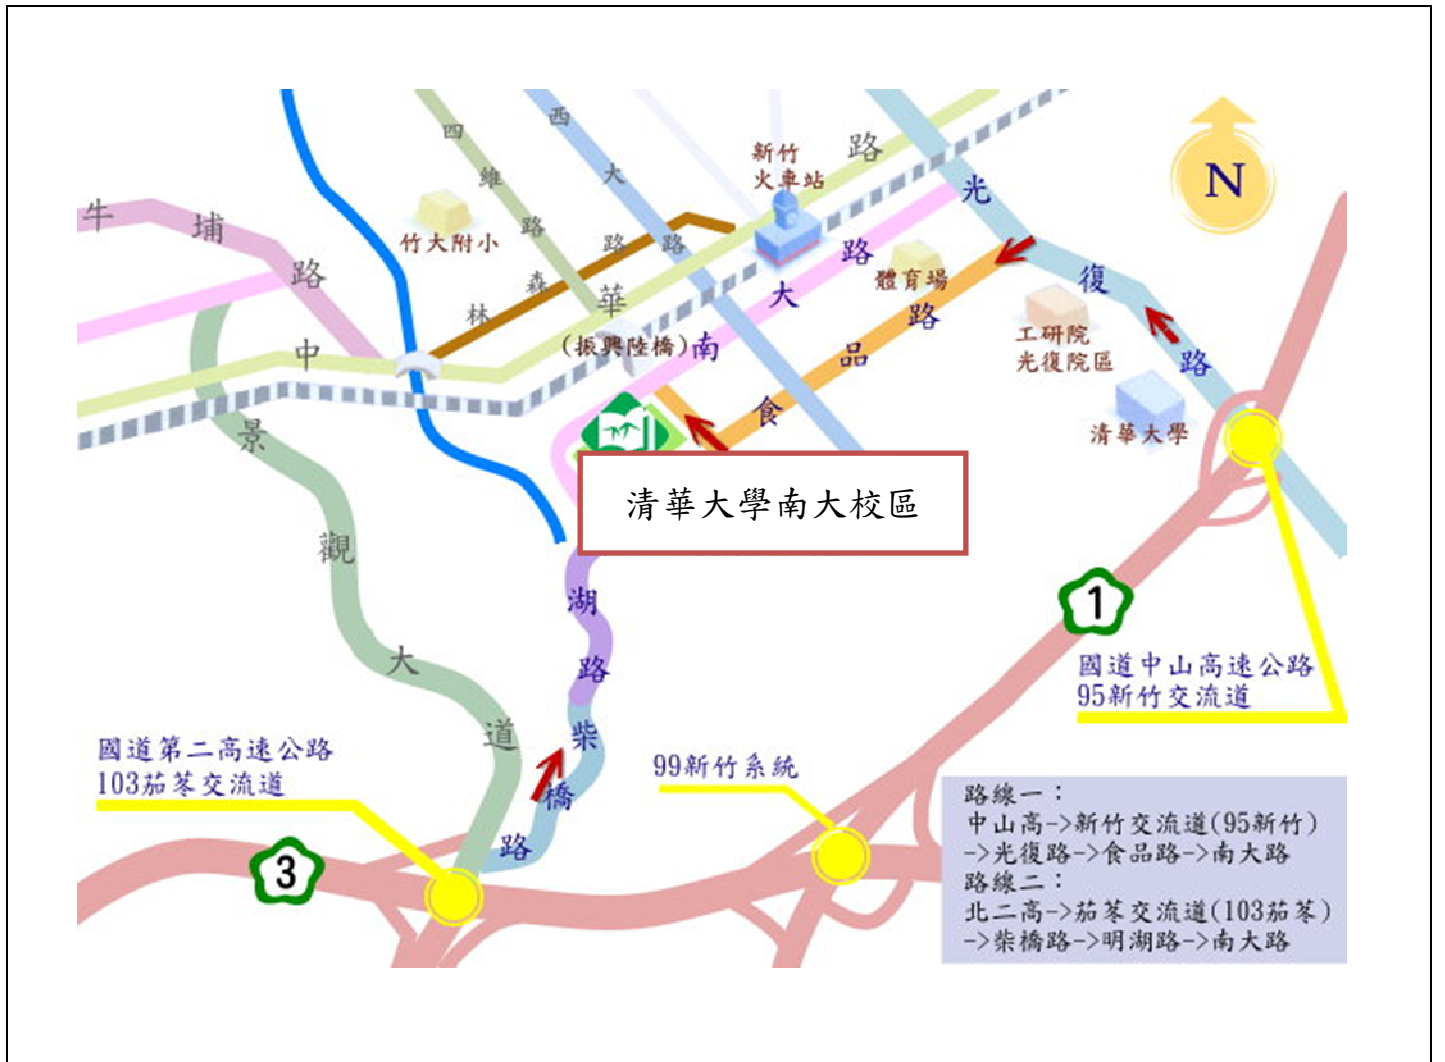 四維路
西大路
新竹
火車站
中華路
光復路
N
牛埔路
竹大附小
林森路
體育場
南大路
食品路
工研院
光復院區
(振興陸橋)
清華大學
景觀大道
清華大學南大校區
湖路
1
國道中山高速公路
95新竹交流道
柴橋路
國道第二高速公路
103茄苳交流道
99新竹系統
3
路線一：
中山高->新竹交流道(95新竹)
->光復路->食品路->南大路
路線二：
北二高->茄苳交流道(103茄苳)
->柴橋路->明湖路->南大路